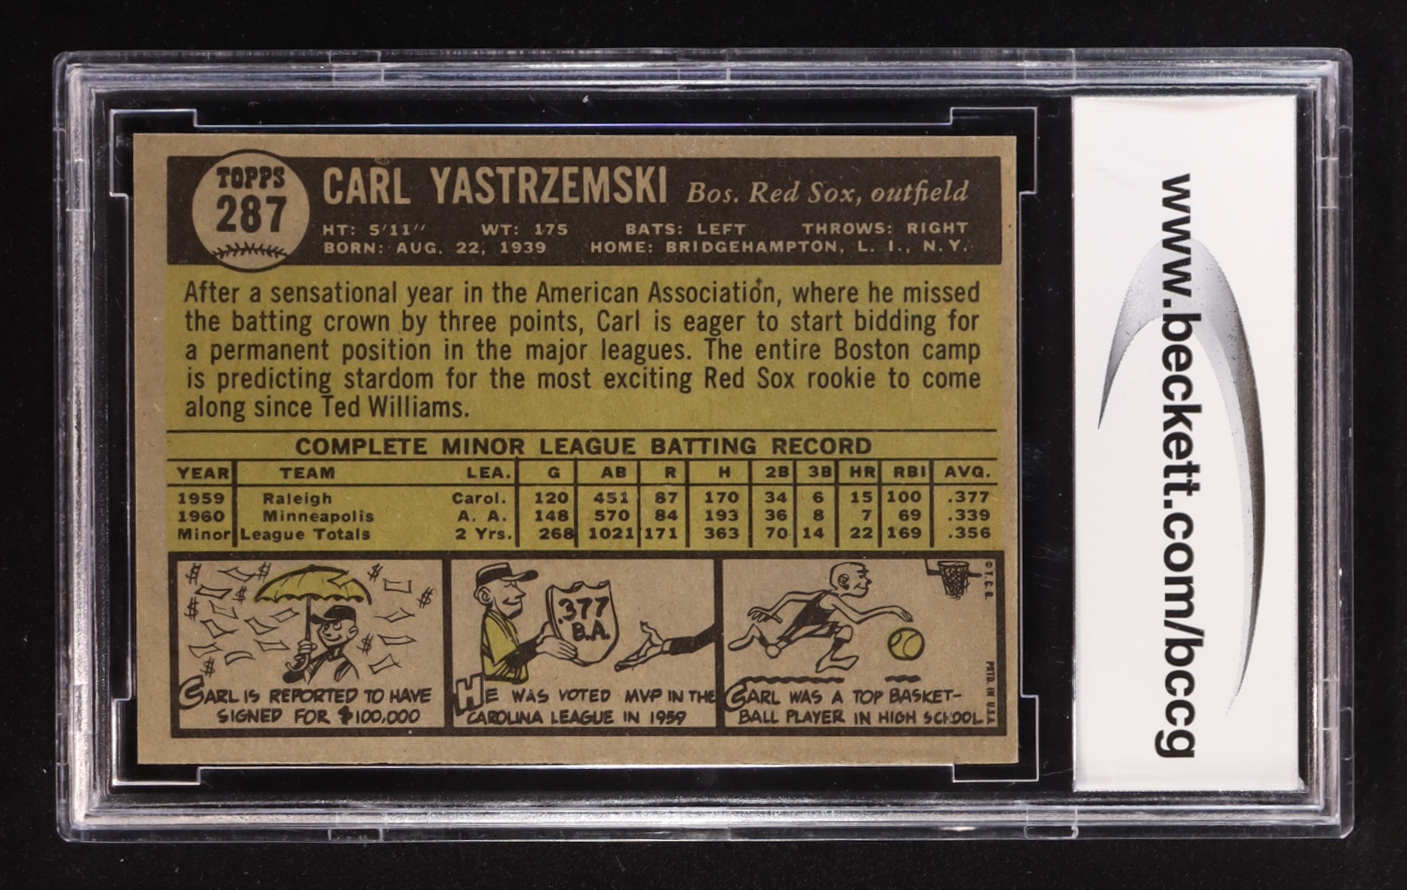 TOPPS
287
CARL YASTRZEMSKI Bos. Red Sox, outfield
HT: 5'11" WT: 175 BATS: LEFT THROWS: RIGHT
BORN: AUG. 22, 1939 HOME: BRIDGEHAMPTON, L. I., N.Y.
After a sensational year in the American Association, where he missed
the batting crown by three points, Carl is eager to start bidding for
a permanent position in the major leagues. The entire Boston camp
is predicting stardom for the most exciting Red Sox rookie to come
along since Ted Williams.
COMPLETE MINOR LEAGUE BATTING RECORD
YEAR TEAM LEA. G AB R H 2B 3B HR RBI AVG.
1959 Raleigh Carol. 120 451 87 170 34 6 15 100 .377
1960 Minneapolis A. A. 148 570 84 193 36 8 7 69 .339
Minor League Totals 2 Yrs. 268 1021 171 363 70 14 22 169 .356
$ $ $ $ $
CARL IS REPORTED TO HAVE
SIGNED FOR $100,000
.377
B.A.
HE WAS VOTED MVP IN THE
CAROLINA LEAGUE IN 1959
CARL WAS A TOP BASKET-
BALL PLAYER IN HIGH SCHOOL
© T.C.G.
PRTD. IN U.S.A.
www.beckett.com/bccg